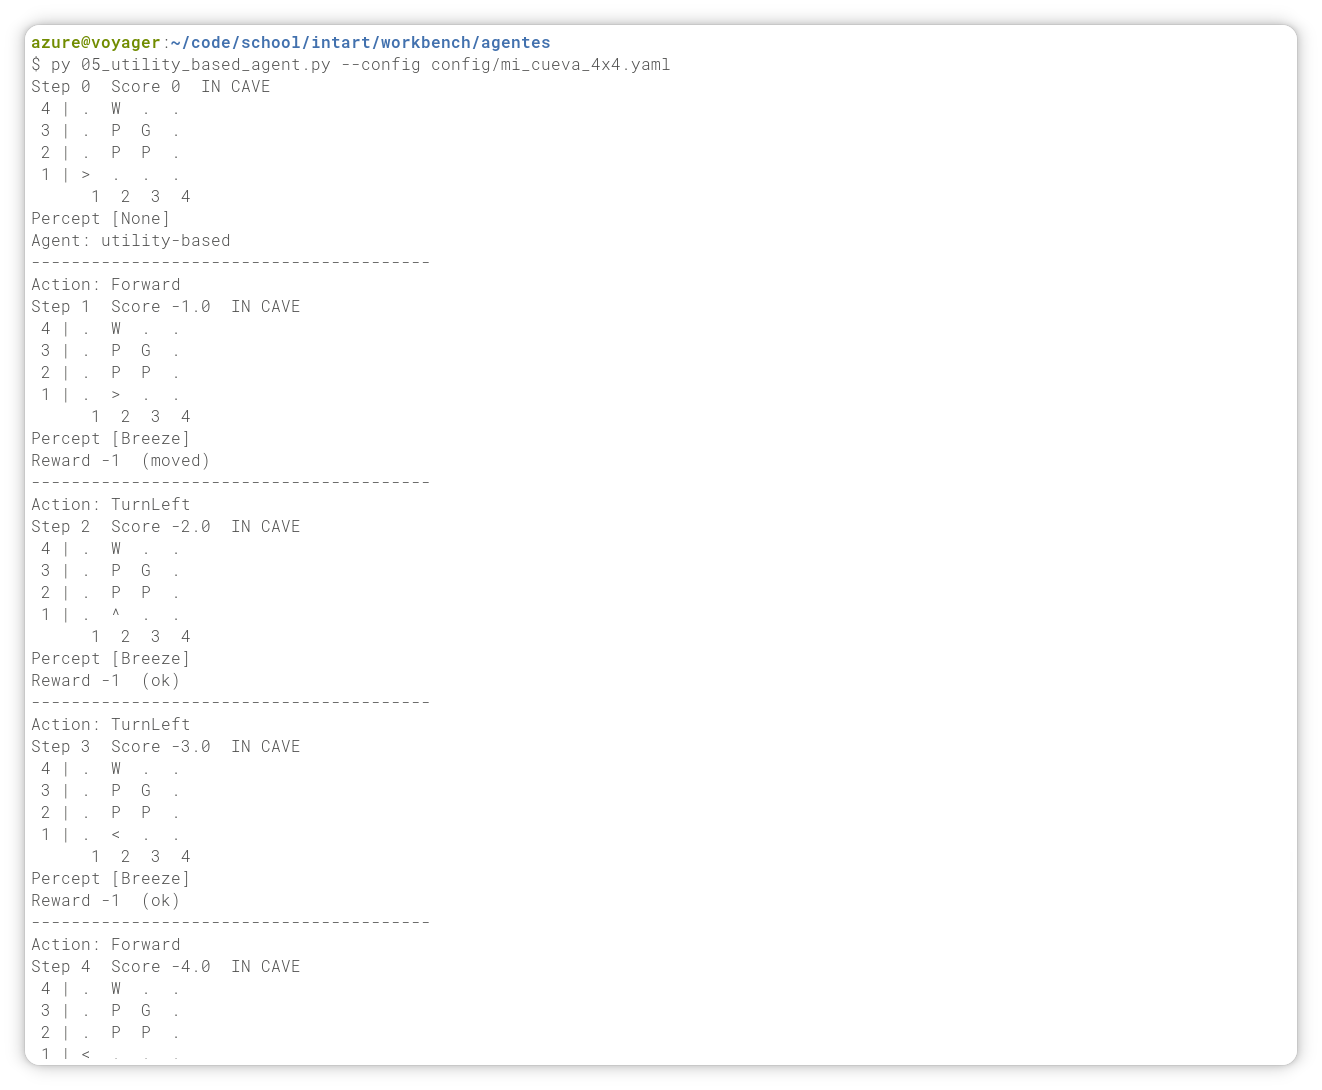 azure@voyager:~/code/school/intart/workbench/agentes
$ py 05_utility_based_agent.py --config config/mi_cueva_4x4.yaml
Step 0  Score 0  IN CAVE
 4 | .  W  .  .
 3 | .  P  G  .
 2 | .  P  P  .
 1 | >  .  .  .
      1  2  3  4
Percept [None]
Agent: utility-based
----------------------------------------
Action: Forward
Step 1  Score -1.0  IN CAVE
 4 | .  W  .  .
 3 | .  P  G  .
 2 | .  P  P  .
 1 | .  >  .  .
      1  2  3  4
Percept [Breeze]
Reward -1  (moved)
----------------------------------------
Action: TurnLeft
Step 2  Score -2.0  IN CAVE
 4 | .  W  .  .
 3 | .  P  G  .
 2 | .  P  P  .
 1 | .  ^  .  .
      1  2  3  4
Percept [Breeze]
Reward -1  (ok)
----------------------------------------
Action: TurnLeft
Step 3  Score -3.0  IN CAVE
 4 | .  W  .  .
 3 | .  P  G  .
 2 | .  P  P  .
 1 | .  <  .  .
      1  2  3  4
Percept [Breeze]
Reward -1  (ok)
----------------------------------------
Action: Forward
Step 4  Score -4.0  IN CAVE
 4 | .  W  .  .
 3 | .  P  G  .
 2 | .  P  P  .
 1 | <  .  .  .